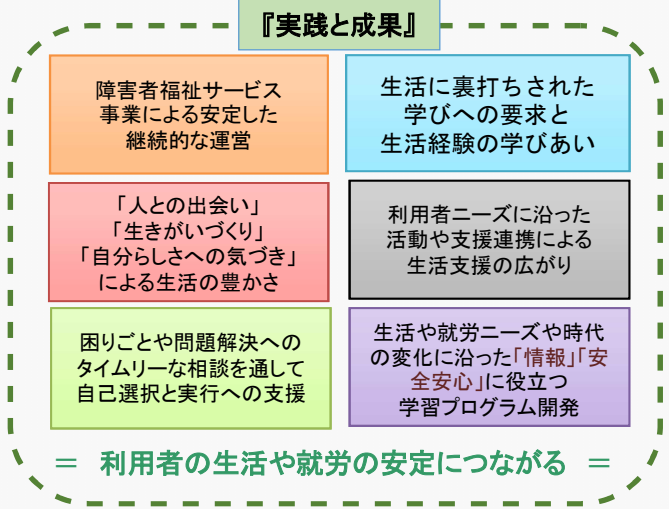 『実践と成果』
障害者福祉サービス
事業による安定した
継続的な運営
生活に裏打ちされた
学びへの要求と
生活経験の学びあい
「人との出会い」
「生きがいづくり」
「自分らしさへの気づき」
による生活の豊かさ
利用者ニーズに沿った
活動や支援連携による
生活支援の広がり
困りごとや問題解決への
タイムリーな相談を通して
自己選択と実行への支援
生活や就労ニーズや時代
の変化に沿った「情報」「安
全安心」に役立つ
学習プログラム開発
＝ 利用者の生活や就労の安定につながる ＝